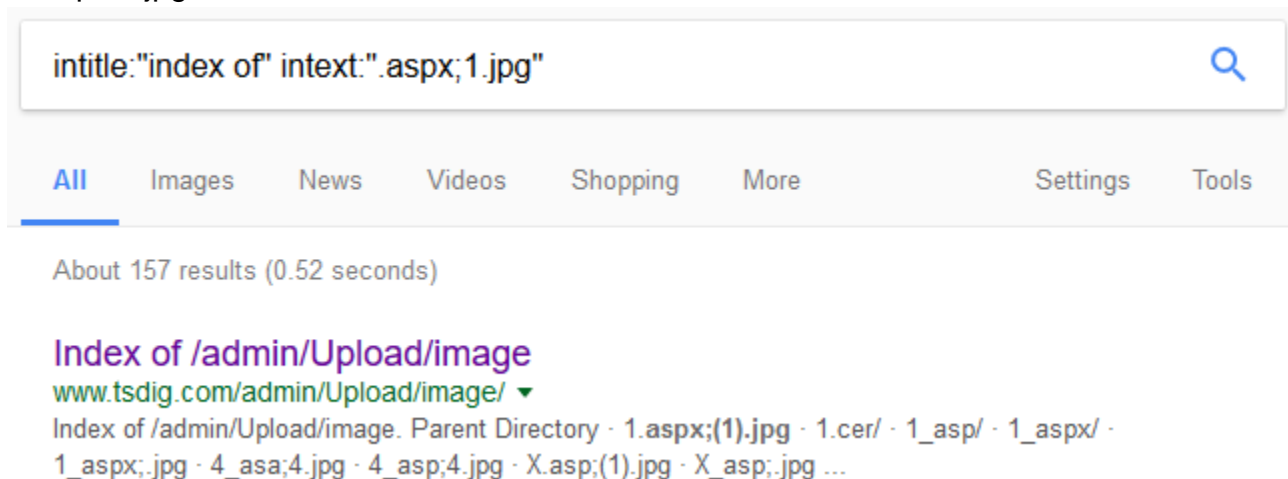 intitle:"index of" intext:".aspx;1.jpg"
All Images News Videos Shopping More Settings Tools
About 157 results (0.52 seconds)
Index of /admin/Upload/image
www.tsdig.com/admin/Upload/image/
Index of /admin/Upload/image. Parent Directory · 1.aspx;(1).jpg · 1.cer/ · 1_asp/ · 1_aspx/ ·
1_aspx;.jpg · 4_asa;4.jpg · 4_asp;4.jpg · X.asp;(1).jpg · X_asp;.jpg ...